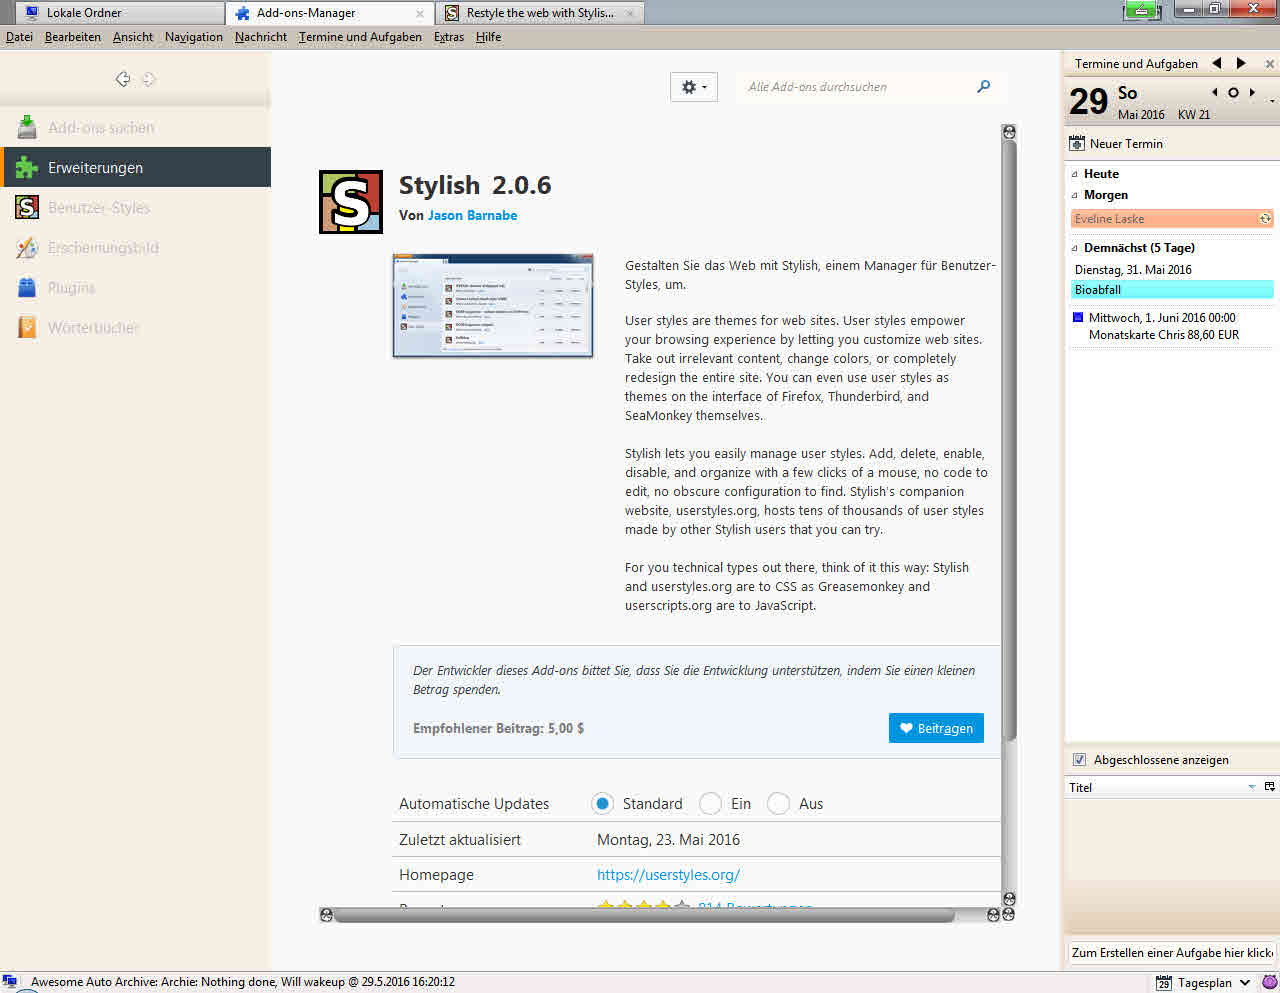 Lokale Ordner
Add-ons-Manager
Restyle the web with Stylis...
Datei Bearbeiten Ansicht Navigation Nachricht Termine und Aufgaben Extras Hilfe
Alle Add-ons durchsuchen
Add-ons suchen
Erweiterungen
Benutzer-Styles
Erscheinungsbild
Plugins
Wörterbücher
Stylish 2.0.6
Von Jason Barnabe
Gestalten Sie das Web mit Stylish, einem Manager für Benutzer-
Styles, um.
User styles are themes for web sites. User styles empower
your browsing experience by letting you customize web sites.
Take out irrelevant content, change colors, or completely
redesign the entire site. You can even use user styles as
themes on the interface of Firefox, Thunderbird, and
SeaMonkey themselves.
Stylish lets you easily manage user styles. Add, delete, enable,
disable, and organize with a few clicks of a mouse, no code to
edit, no obscure configuration to find. Stylish's companion
website, userstyles.org, hosts tens of thousands of user styles
made by other Stylish users that you can try.
For you technical types out there, think of it this way: Stylish
and userstyles.org are to CSS as Greasemonkey and
userscripts.org are to JavaScript.
Der Entwickler dieses Add-ons bittet Sie, dass Sie die Entwicklung unterstützen, indem Sie einen kleinen
Betrag spenden.
Empfohlener Beitrag: 5,00 $
Beitragen
Automatische Updates Standard Ein Aus
Zuletzt aktualisiert Montag, 23. Mai 2016
Homepage https://userstyles.org/
Termine und Aufgaben
29 So
Mai 2016 KW 21
Neuer Termin
Heute
Morgen
Eveline Laske
Demnächst (5 Tage)
Dienstag, 31. Mai 2016
Bioabfall
Mittwoch, 1. Juni 2016 00:00
Monatskarte Chris 88,60 EUR
Abgeschlossene anzeigen
Titel
Zum Erstellen einer Aufgabe hier klick
Awesome Auto Archive: Archie: Nothing done, Will wakeup @ 29.5.2016 16:20:12
29 Tagesplan